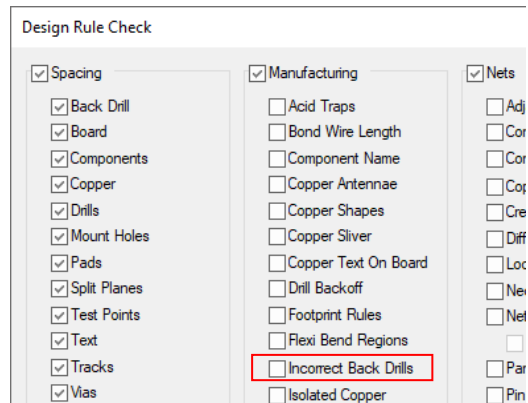 Design Rule Check
Spacing
Back Drill
Board
Components
Copper
Drills
Mount Holes
Pads
Split Planes
Test Points
Text
Tracks
Vias
Manufacturing
Acid Traps
Bond Wire Length
Component Name
Copper Antennae
Copper Shapes
Copper Sliver
Copper Text On Board
Drill Backoff
Footprint Rules
Flexi Bend Regions
Incorrect Back Drills
Isolated Copper
Nets
Pin